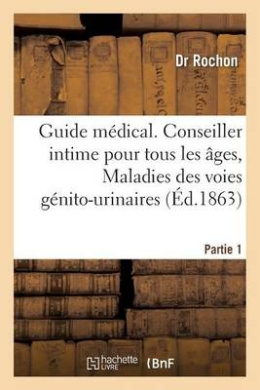 Dr Rochon
Guide médical. Conseiller
intime pour tous les âges,
Maladies des voies
génito-urinaires (Éd.1863)
Partie 1
hachette
LIVRE
{BnF